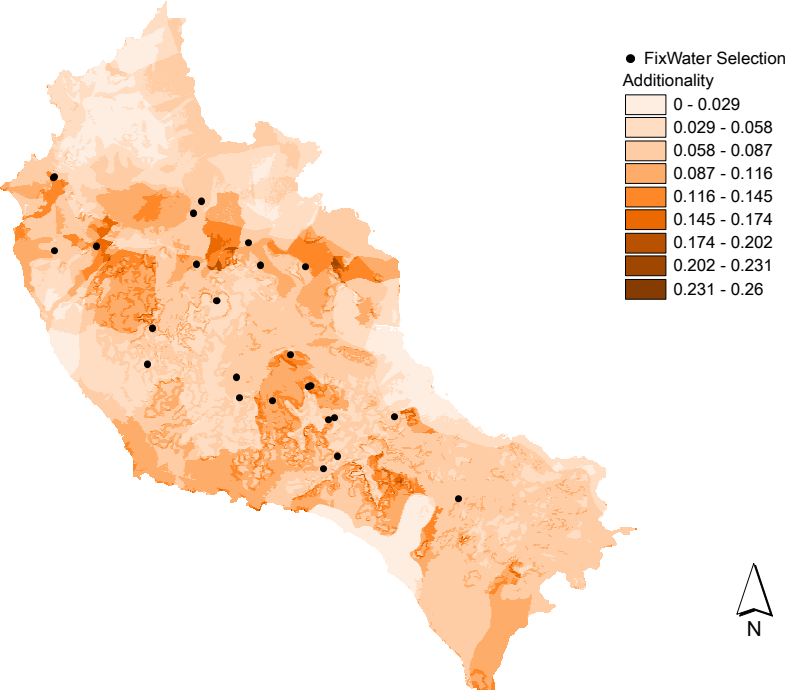 FixWater Selection
Additionality
0 - 0.029
0.029 - 0.058
0.058 - 0.087
0.087 - 0.116
0.116 - 0.145
0.145 - 0.174
0.174 - 0.202
0.202 - 0.231
0.231 - 0.26
N